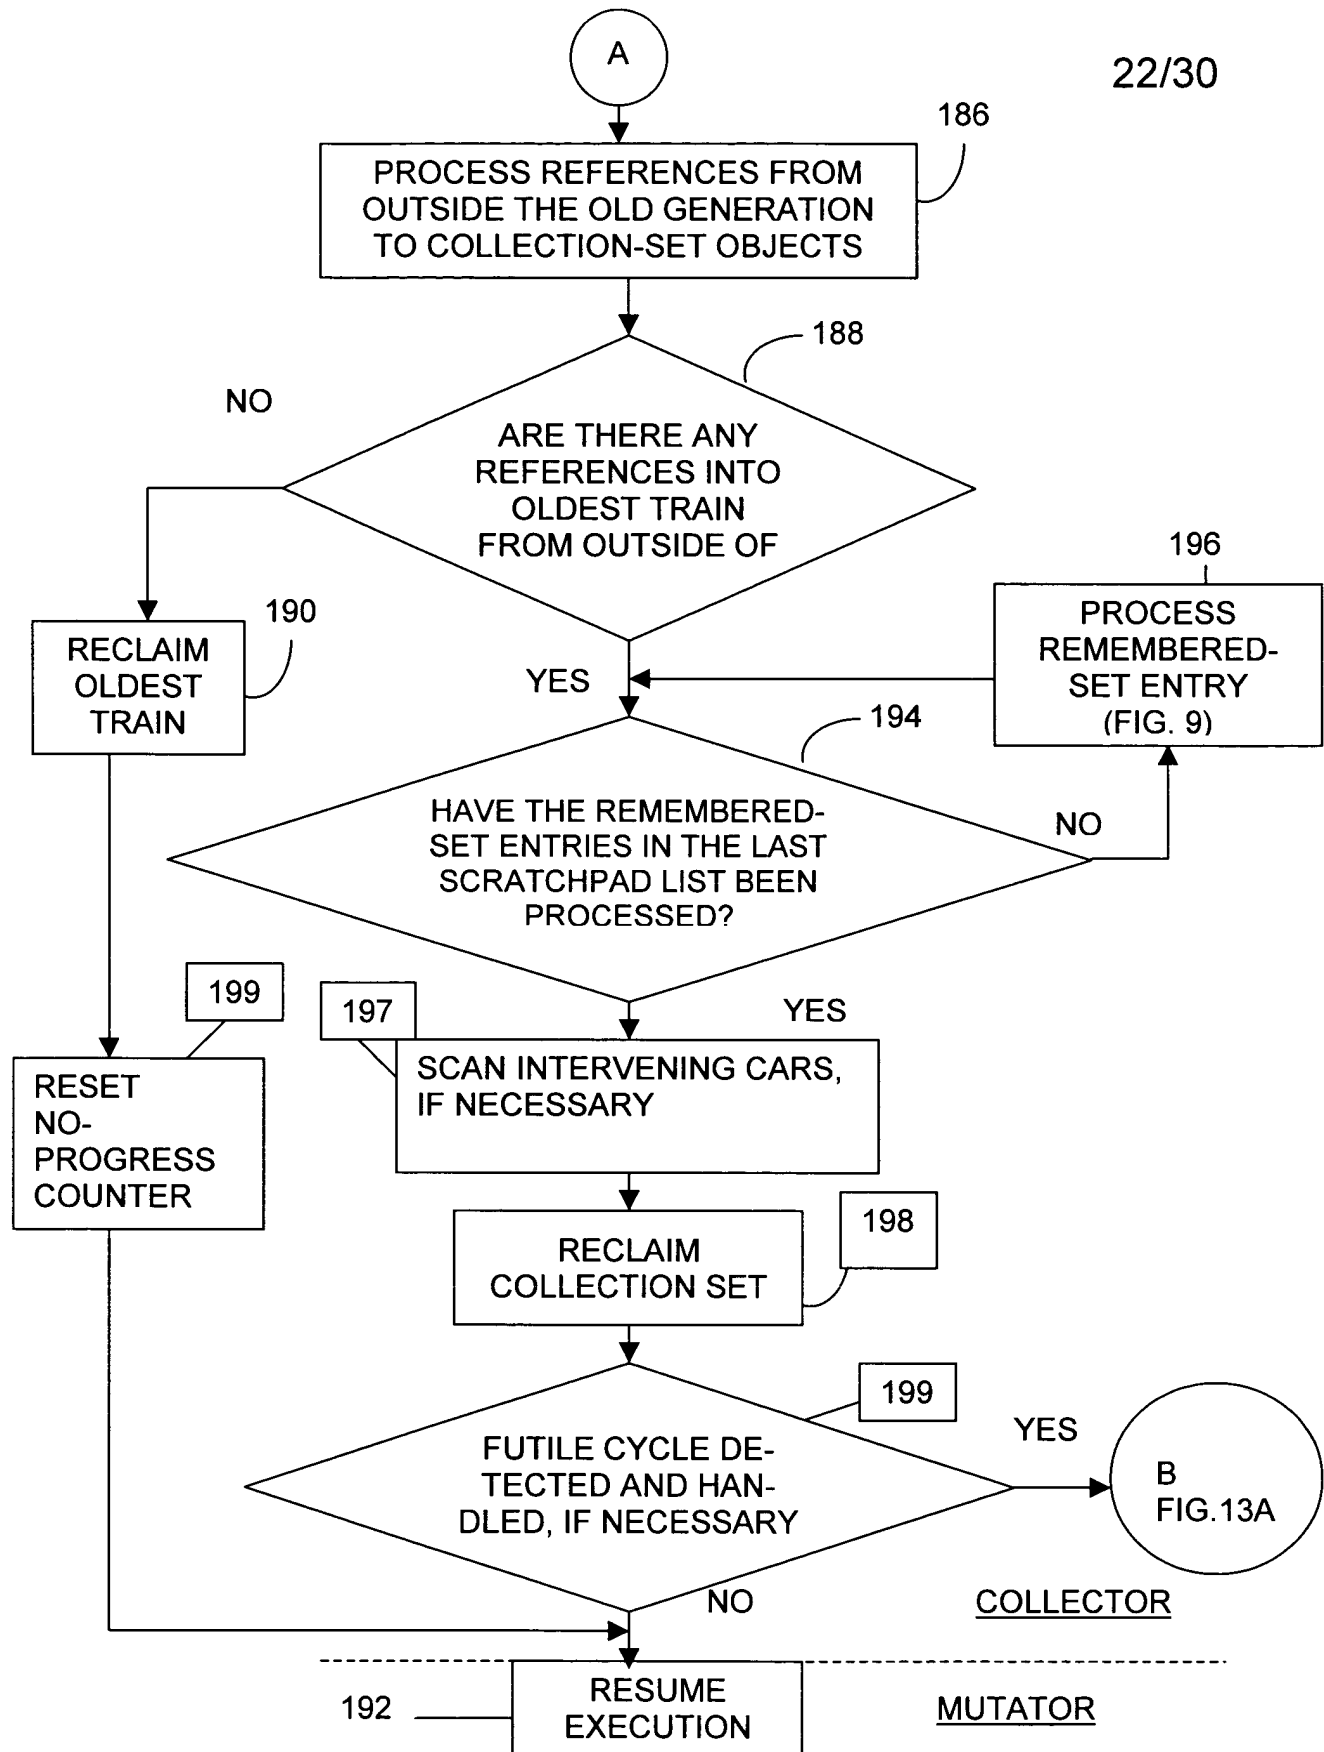 A
22/30
186
PROCESS REFERENCES FROM
OUTSIDE THE OLD GENERATION
TO COLLECTION-SET OBJECTS
188
NO
ARE THERE ANY
REFERENCES INTO
OLDEST TRAIN
FROM OUTSIDE OF
196
PROCESS
REMEMBERED-
SET ENTRY
(FIG. 9)
190
RECLAIM
OLDEST
TRAIN
YES
194
HAVE THE REMEMBERED-
SET ENTRIES IN THE LAST
SCRATCHPAD LIST BEEN
PROCESSED?
NO
199
197
YES
RESET
NO-
PROGRESS
COUNTER
SCAN INTERVENING CARS,
IF NECESSARY
198
RECLAIM
COLLECTION SET
199
FUTILE CYCLE DE-
TECTED AND HAN-
DLED, IF NECESSARY
YES
B
FIG.13A
NO
COLLECTOR
192
RESUME
EXECUTION
MUTATOR